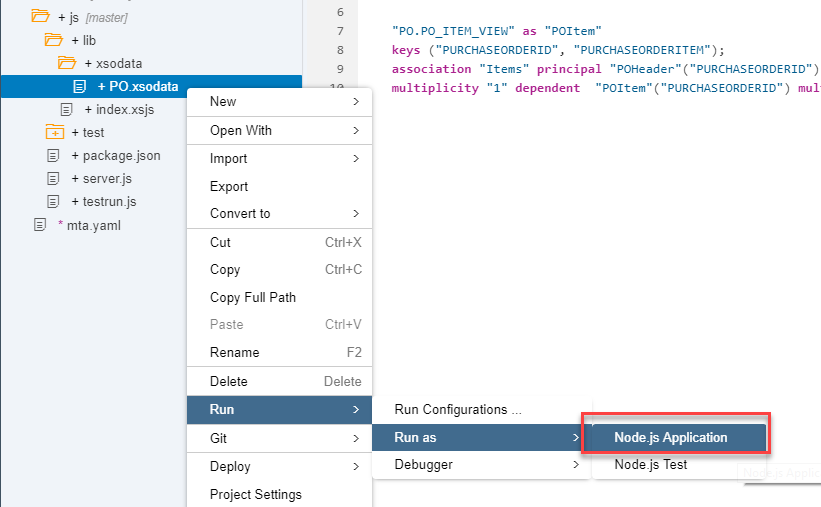 + js [master]
+ lib
+ xsodata
+ PO.xsodata
+ index.xsjs
+ test
+ package.json
+ server.js
+ testrun.js
* mta.yaml
6
7 "PO.PO_ITEM_VIEW" as "POItem"
8 keys ("PURCHASEORDERID", "PURCHASEORDERITEM");
9 association "Items" principal "POHeader"("PURCHASEORDERID")
10 multiplicity "1" dependent "POItem"("PURCHASEORDERID")
New >
Open With >
Import >
Export
Convert to >
Cut Ctrl+X
Copy Ctrl+C
Copy Full Path
Paste Ctrl+V
Rename F2
Delete Delete
Run >
Git >
Deploy >
Project Settings
Run Configurations ...
Run as >
Debugger >
Node.js Application
Node.js Test